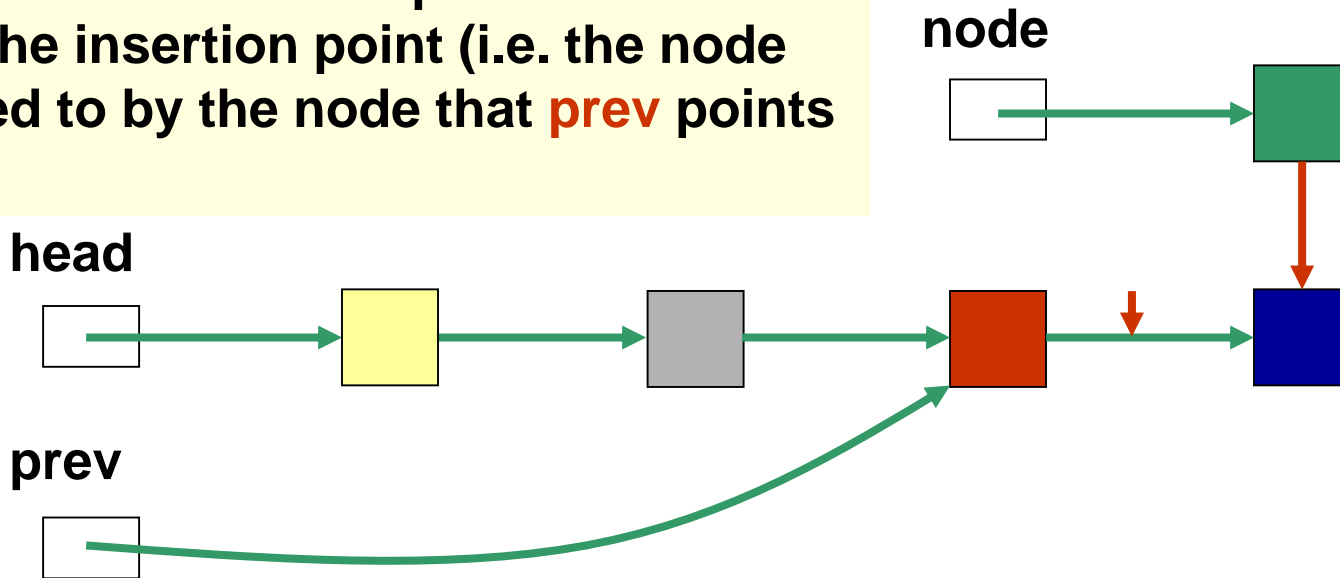 he insertion point (i.e. the node
ed to by the node that prev points
node
head
prev